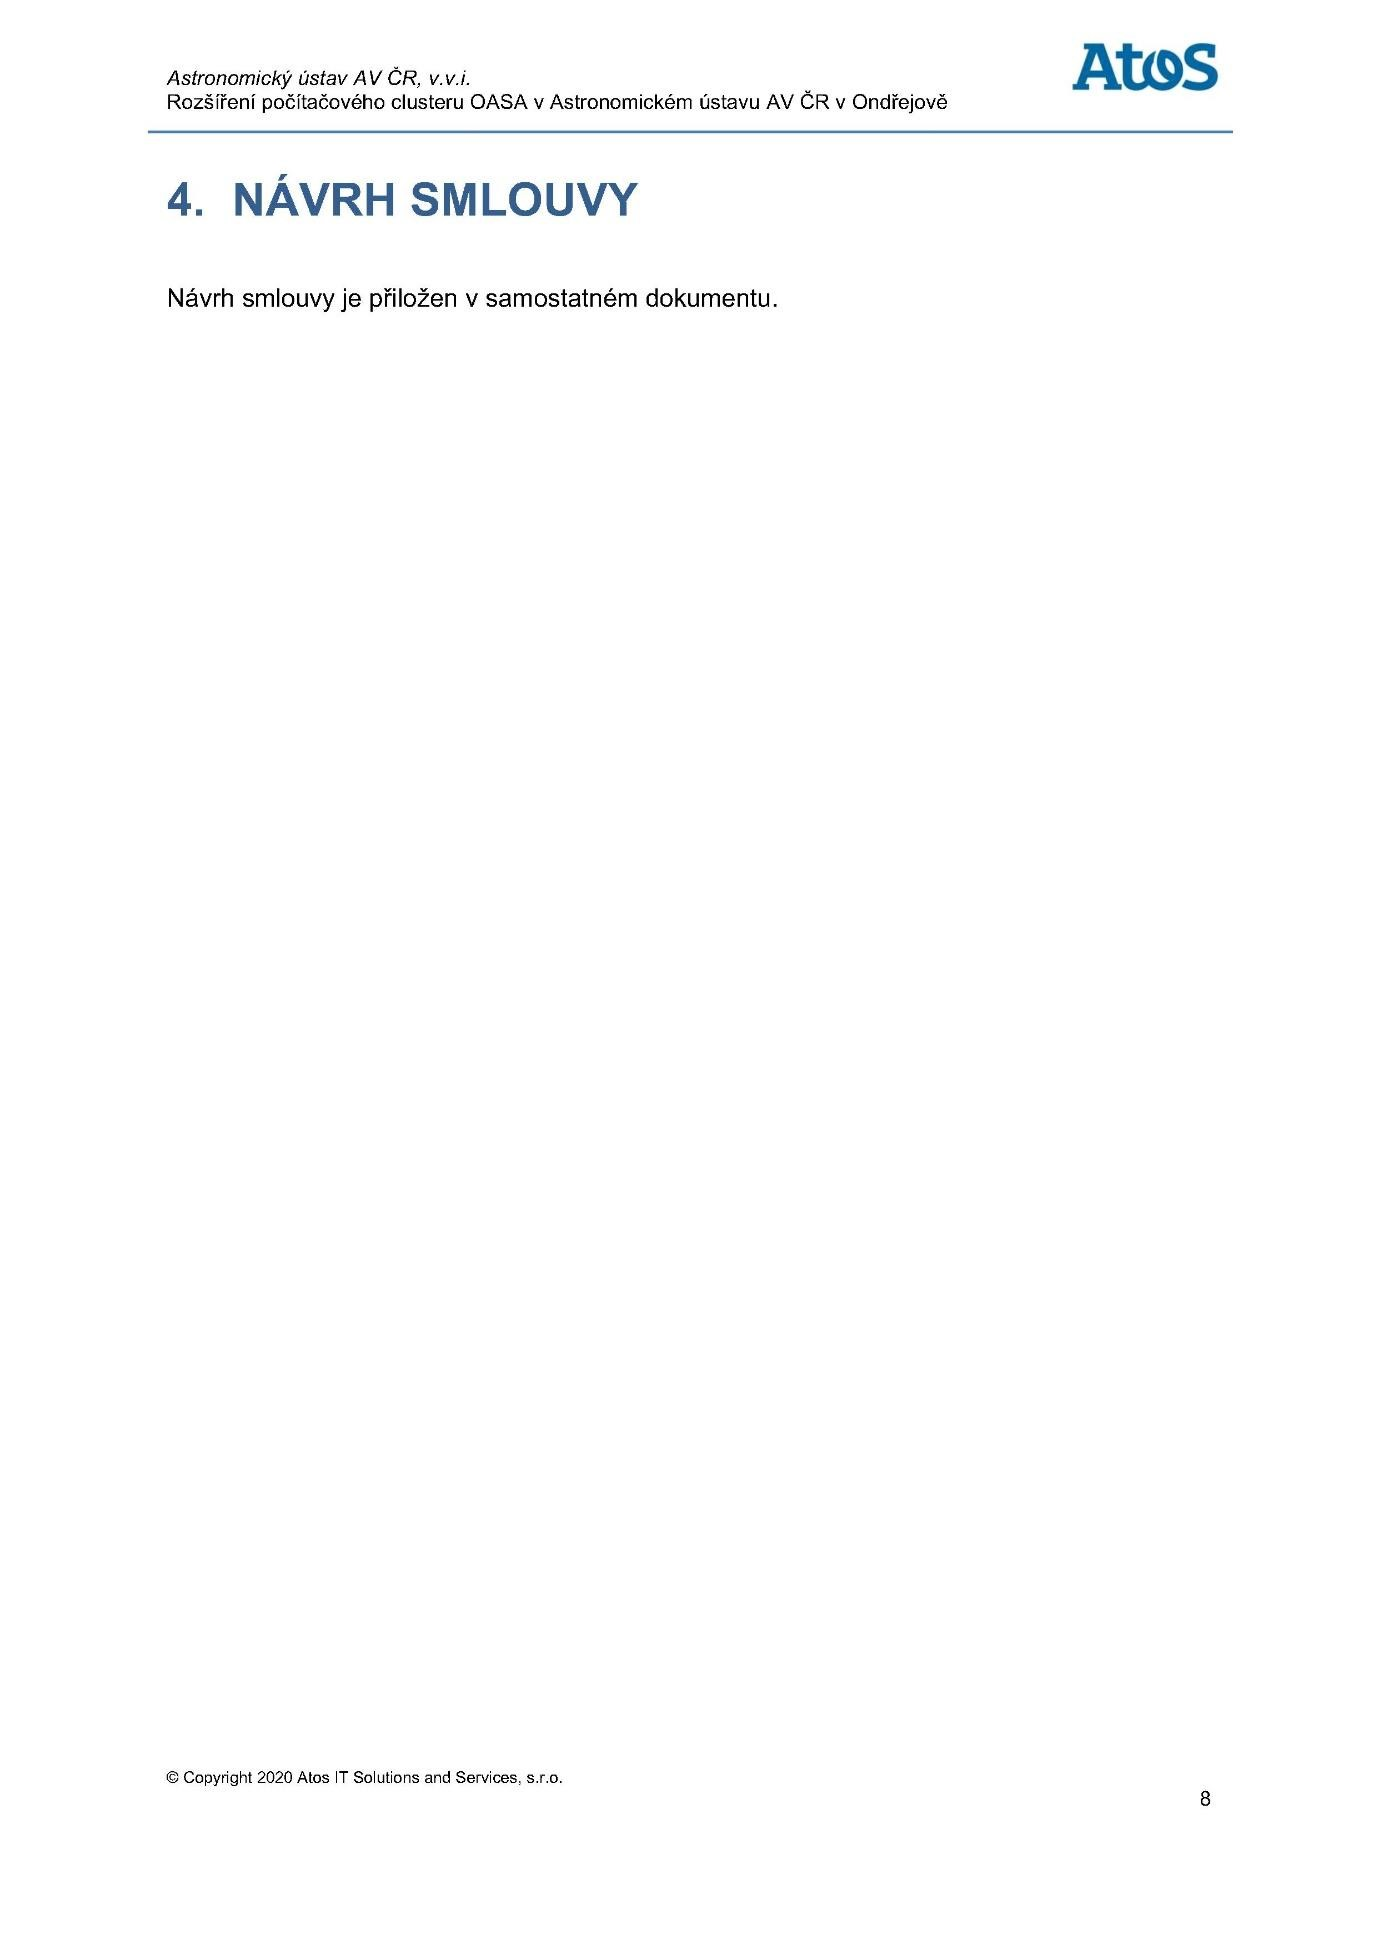 Astronomický ústav AV ČR, v.v.i.
Rozšíření počítačového clusteru OASA v Astronomickém ústavu AV ČR v Ondřejově
Atos
4. NÁVRH SMLOUVY
Návrh smlouvy je přiložen v samostatném dokumentu.
© Copyright 2020 Atos IT Solutions and Services, s.r.o.
8